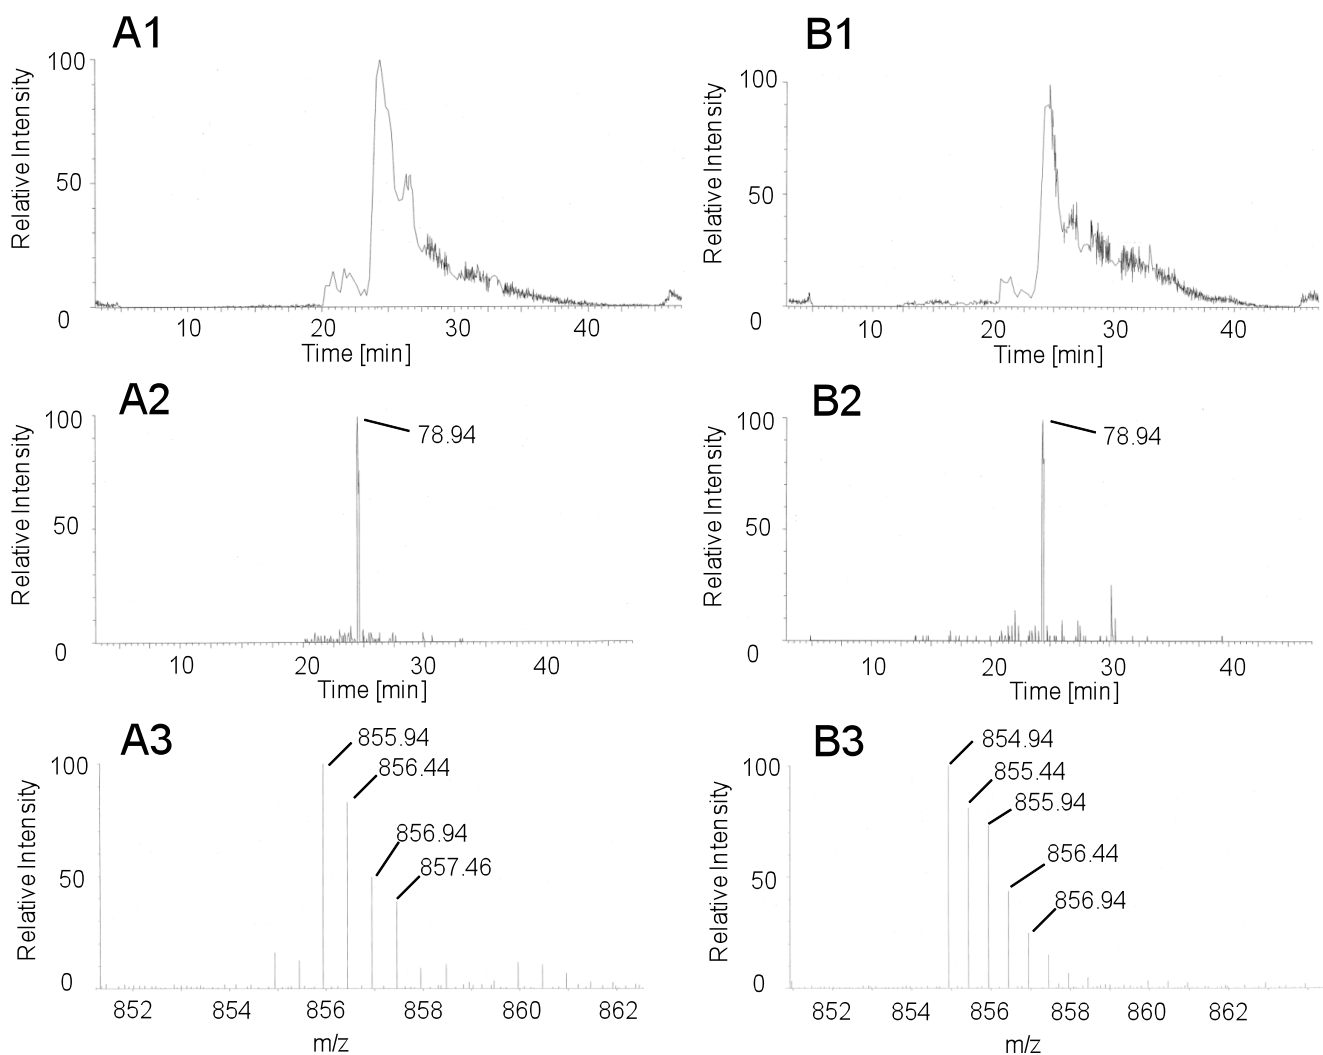 A1
Relative Intensity
100
50
0
10 20 30 40
Time [min]
B1
Relative Intensity
100
50
0
10 20 30 40
Time [min]
A2
Relative Intensity
100
50
0
78.94
10 20 30 40
Time [min]
B2
Relative Intensity
100
50
0
78.94
10 20 30 40
Time [min]
A3
Relative Intensity
100
50
0
855.94
856.44
856.94
857.46
852 854 856 858 860 862
m/z
B3
Relative Intensity
100
50
0
854.94
855.44
855.94
856.44
856.94
852 854 856 858 860 862
m/z